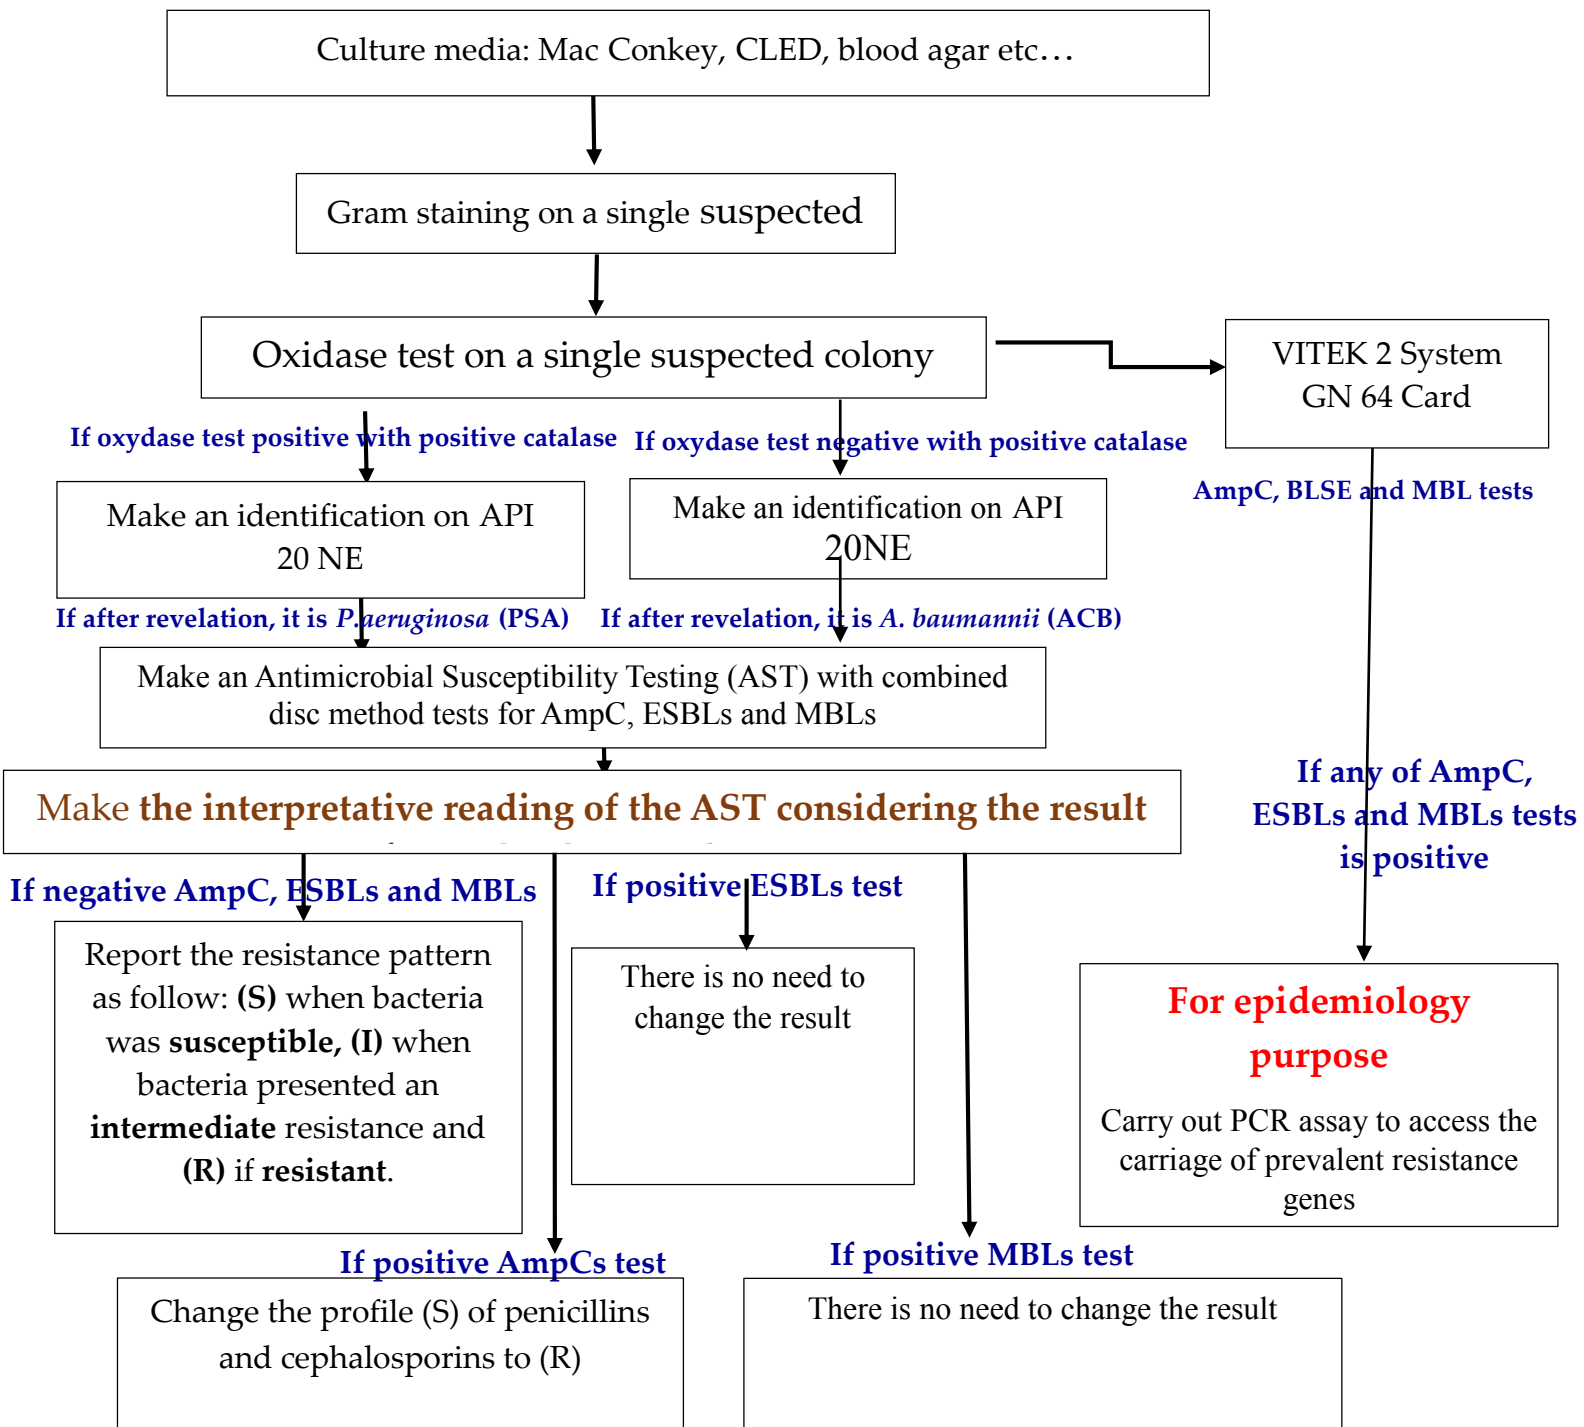 Culture media: Mac Conkey, CLED, blood agar etc…
Gram staining on a single suspected
Oxidase test on a single suspected colony
VITEK 2 System
GN 64 Card
If oxydase test positive with positive catalase
If oxydase test negative with positive catalase
Make an identification on API
20 NE
Make an identification on API
20NE
AmpC, BLSE and MBL tests
If after revelation, it is P.aeruginosa (PSA)
If after revelation, it is A. baumannii (ACB)
Make an Antimicrobial Susceptibility Testing (AST) with combined
disc method tests for AmpC, ESBLs and MBLs
Make the interpretative reading of the AST considering the result
If any of AmpC,
ESBLs and MBLs tests
is positive
If negative AmpC, ESBLs and MBLs
If positive ESBLs test
Report the resistance pattern
as follow: (S) when bacteria
was susceptible, (I) when
bacteria presented an
intermediate resistance and
(R) if resistant.
There is no need to
change the result
For epidemiology
purpose
Carry out PCR assay to access the
carriage of prevalent resistance
genes
If positive AmpCs test
If positive MBLs test
Change the profile (S) of penicillins
and cephalosporins to (R)
There is no need to change the result